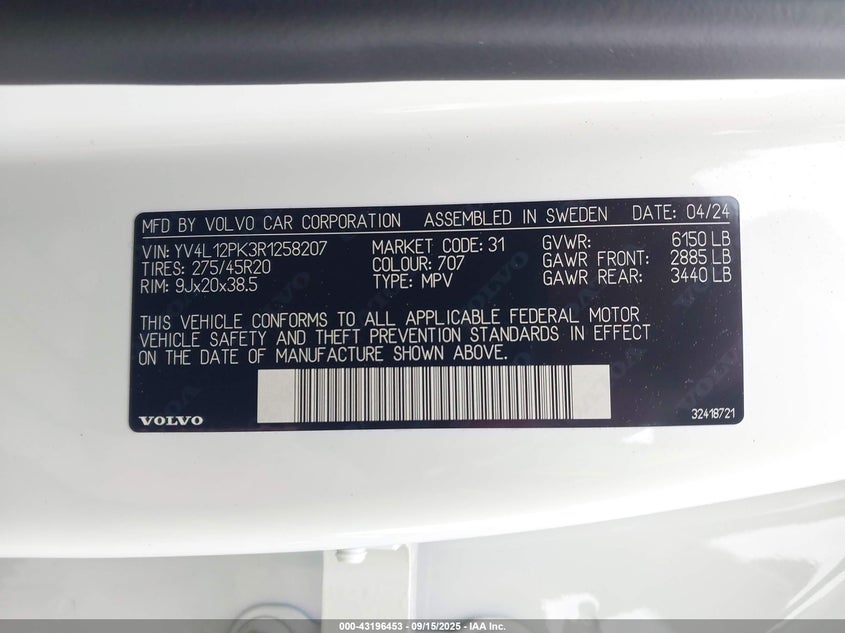 MFD BY VOLVO CAR CORPORATION ASSEMBLED IN SWEDEN DATE: 04/24
VIN: YV4L12PK3R1258207 MARKET CODE: 31 GVWR: 6150 LB
TIRES: 275/45R20 COLOUR: 707 GAWR FRONT: 2885 LB
RIM: 9Jx20x38.5 TYPE: MPV GAWR REAR: 3440 LB
THIS VEHICLE CONFORMS TO ALL APPLICABLE FEDERAL MOTOR
VEHICLE SAFETY AND THEFT PREVENTION STANDARDS IN EFFECT
ON THE DATE OF MANUFACTURE SHOWN ABOVE.
VOLVO 32418721
000-43196453 - 09/15/2025 - IAA Inc.